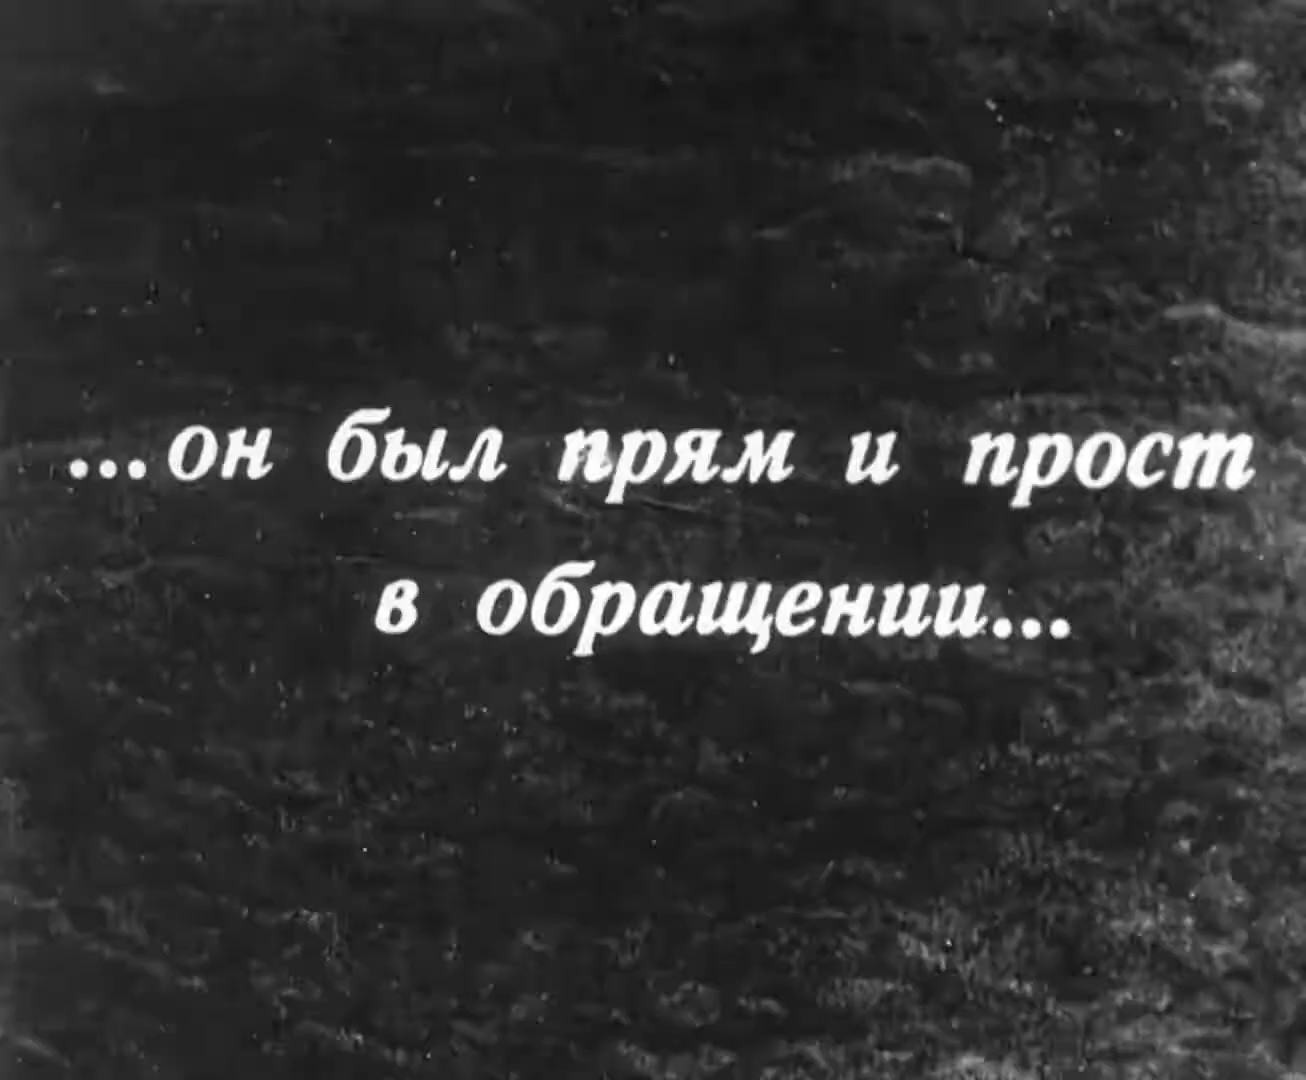 ...он был прям и прост
в обращении...